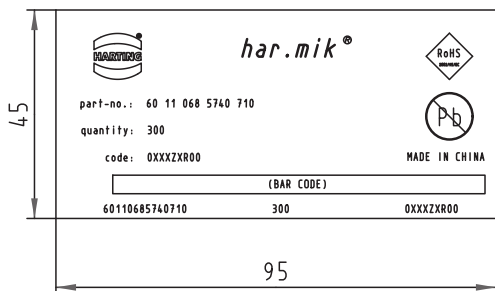 HARTING
har.mik®
RoHS
part-no.: 60 11 068 5740 710
Pb
quantity: 300
code: 0XXXZXR00
MADE IN CHINA
(BAR CODE)
60110685740710 300 0XXXZXR00
45
95